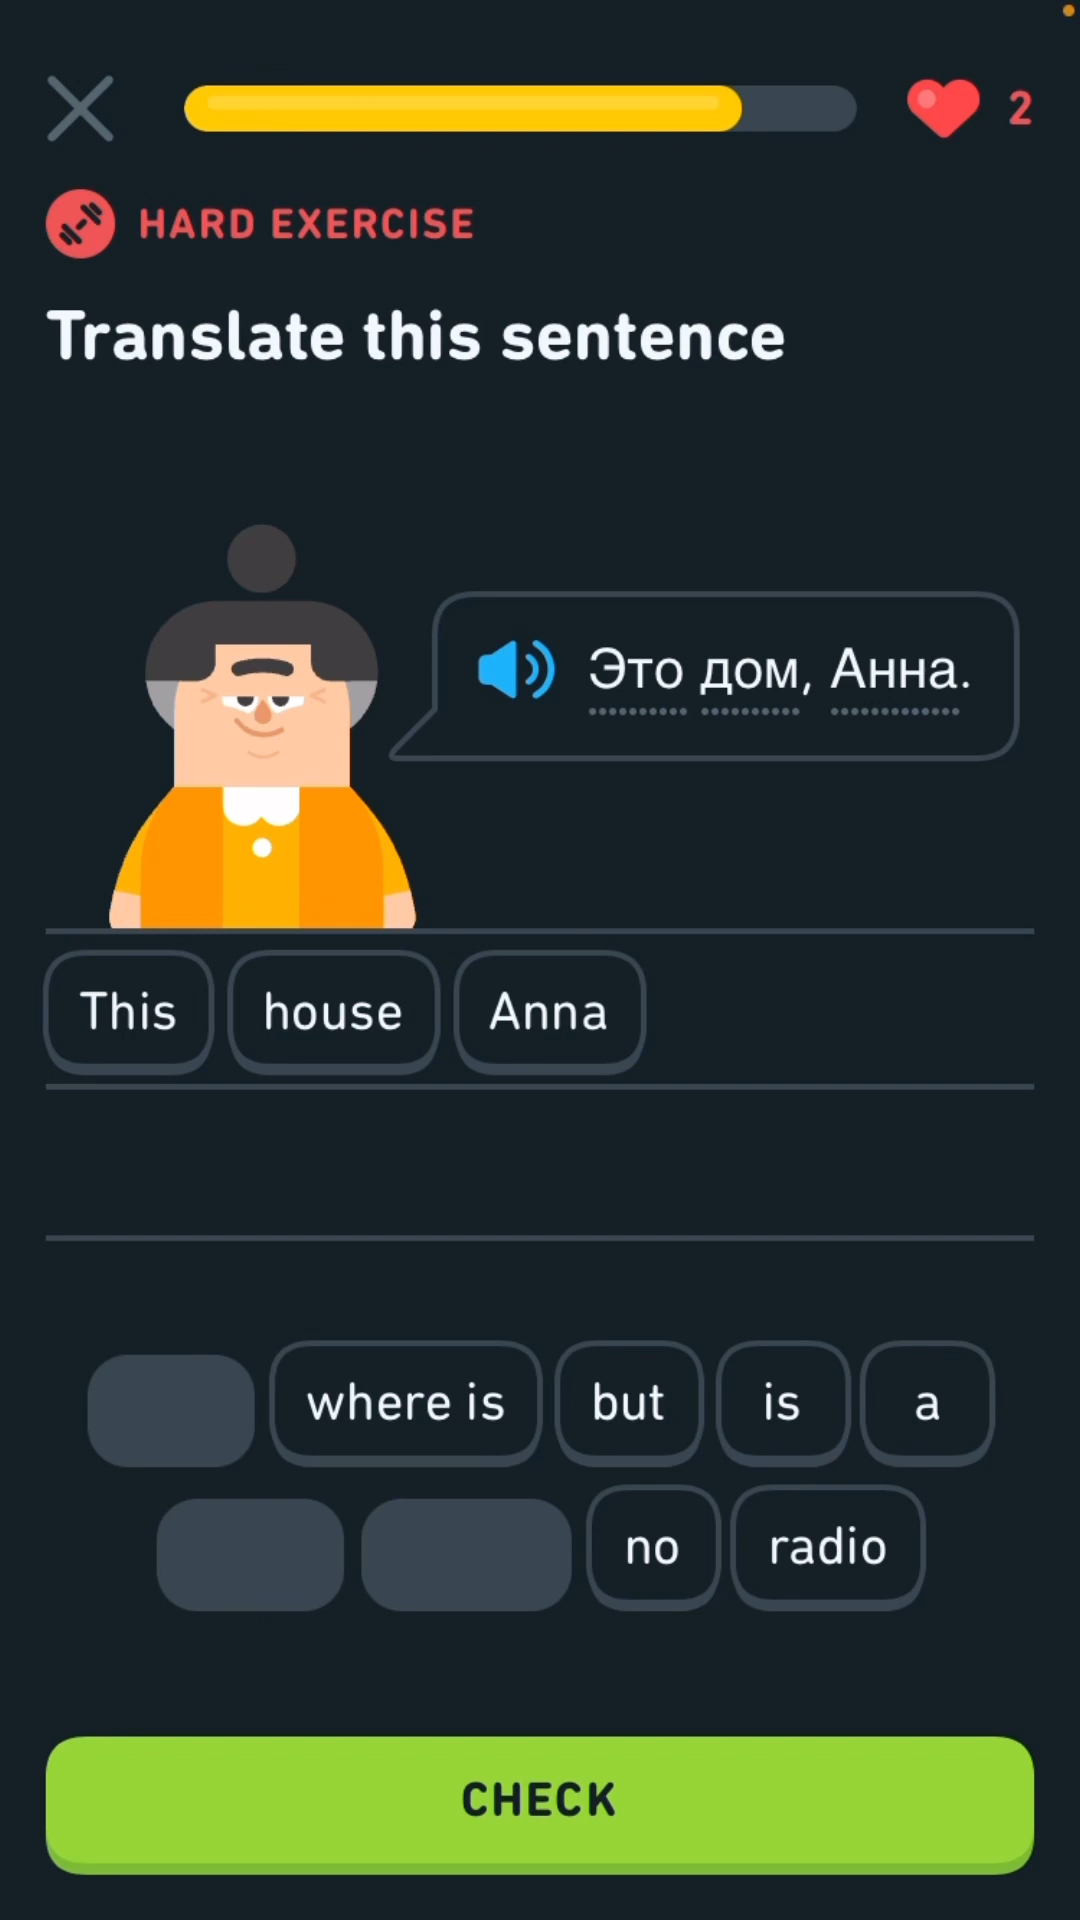 2
HARD EXERCISE
Translate this sentence
Это дом, Анна.
This house Anna
where is but is a
no radio
CHECK